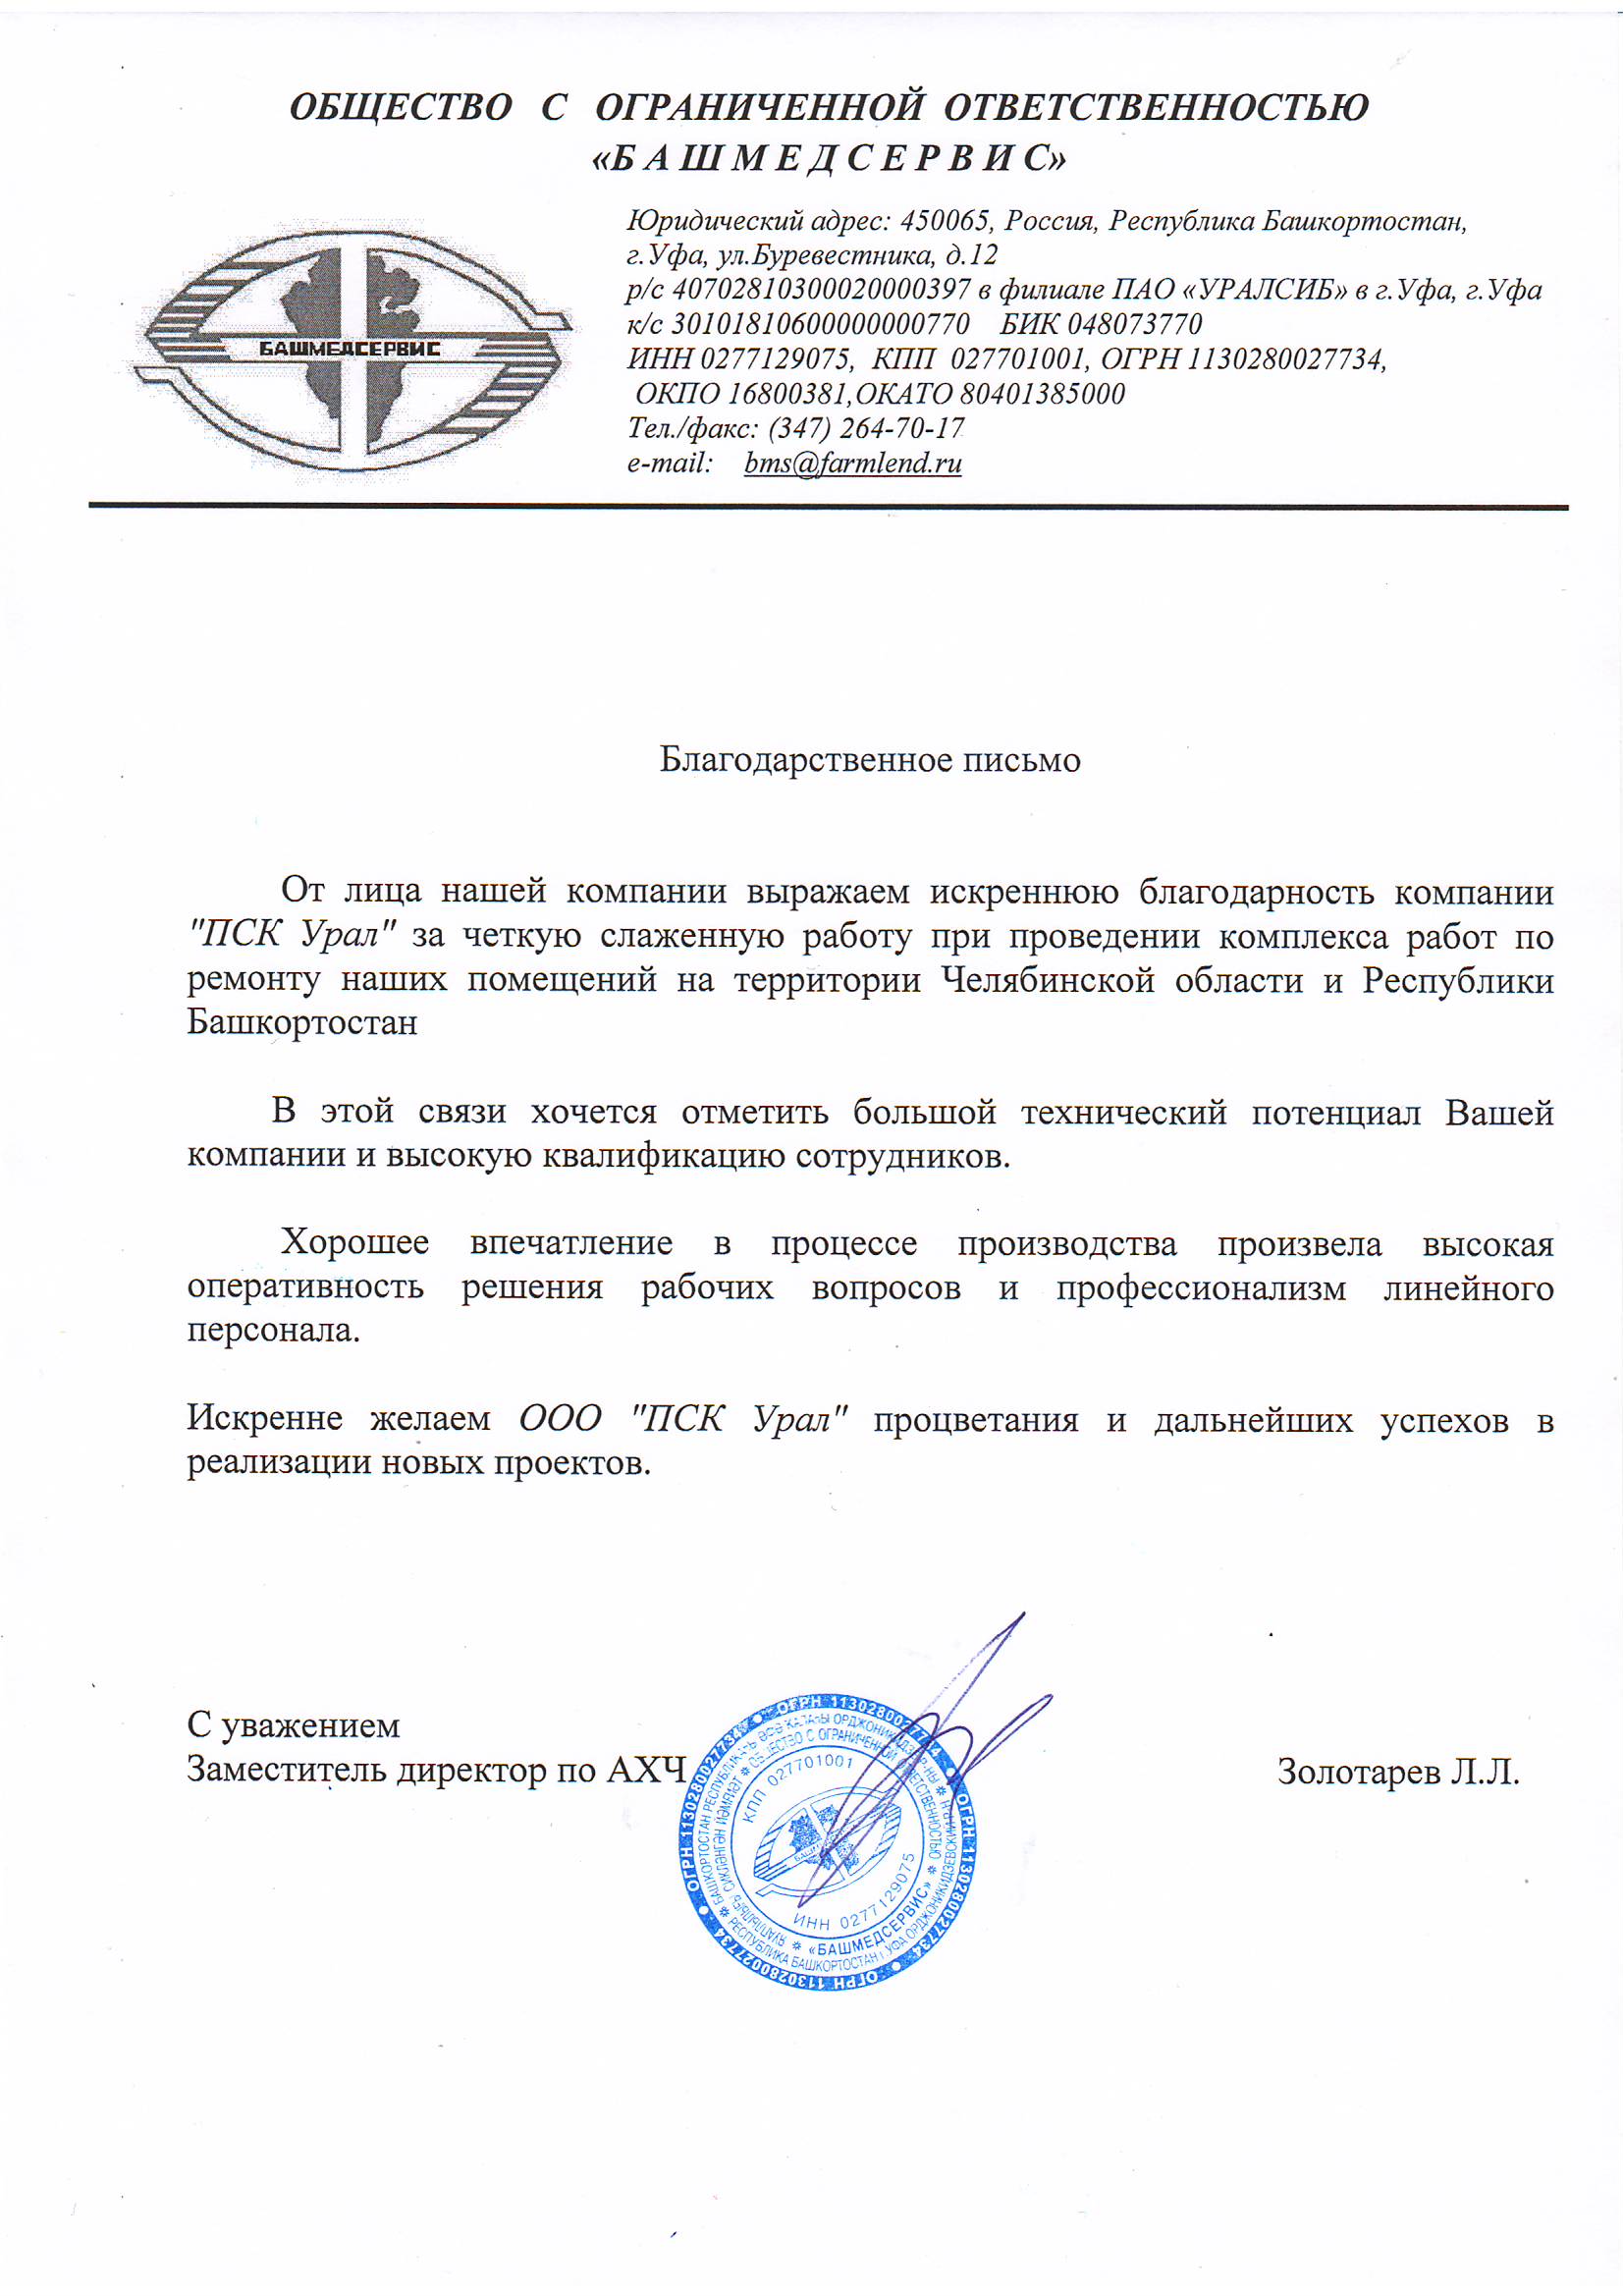 ОБЩЕСТВО С ОГРАНИЧЕННОЙ ОТВЕТСТВЕННОСТЬЮ
«Б А Ш М Е Д С Е Р В И С»
БАШМЕДСЕРВИС
Юридический адрес: 450065, Россия, Республика Башкортостан,
г.Уфа, ул.Буревестника, д.12
р/с 40702810300020000397 в филиале ПАО «УРАЛСИБ» в г.Уфа, г.Уфа
к/с 30101810600000000770 БИК 048073770
ИНН 0277129075, КПП 027701001, ОГРН 1130280027734,
ОКПО 16800381,ОКАТО 80401385000
Тел./факс: (347) 264-70-17
e-mail: bms@farmlend.ru
Благодарственное письмо
От лица нашей компании выражаем искреннюю благодарность компании
"ПСК Урал" за четкую слаженную работу при проведении комплекса работ по
ремонту наших помещений на территории Челябинской области и Республики
Башкортостан
В этой связи хочется отметить большой технический потенциал Вашей
компании и высокую квалификацию сотрудников.
Хорошее впечатление в процессе производства произвела высокая
оперативность решения рабочих вопросов и профессионализм линейного
персонала.
Искренне желаем ООО "ПСК Урал" процветания и дальнейших успехов в
реализации новых проектов.
С уважением
Заместитель директор по АХЧ
Золотарев Л.Л.
ОГРН 1130280027734 ОГРН 1130280027734 ОГРН 1130280027734 ОГРН 1130280027734
РЕСПУБЛИКА БАШКОРТОСТАН
ОБЩЕСТВО С ОГРАНИЧЕННОЙ ОТВЕТСТВЕННОСТЬЮ
«БАШМЕДСЕРВИС»
КПП 027701001
ИНН 0277129075